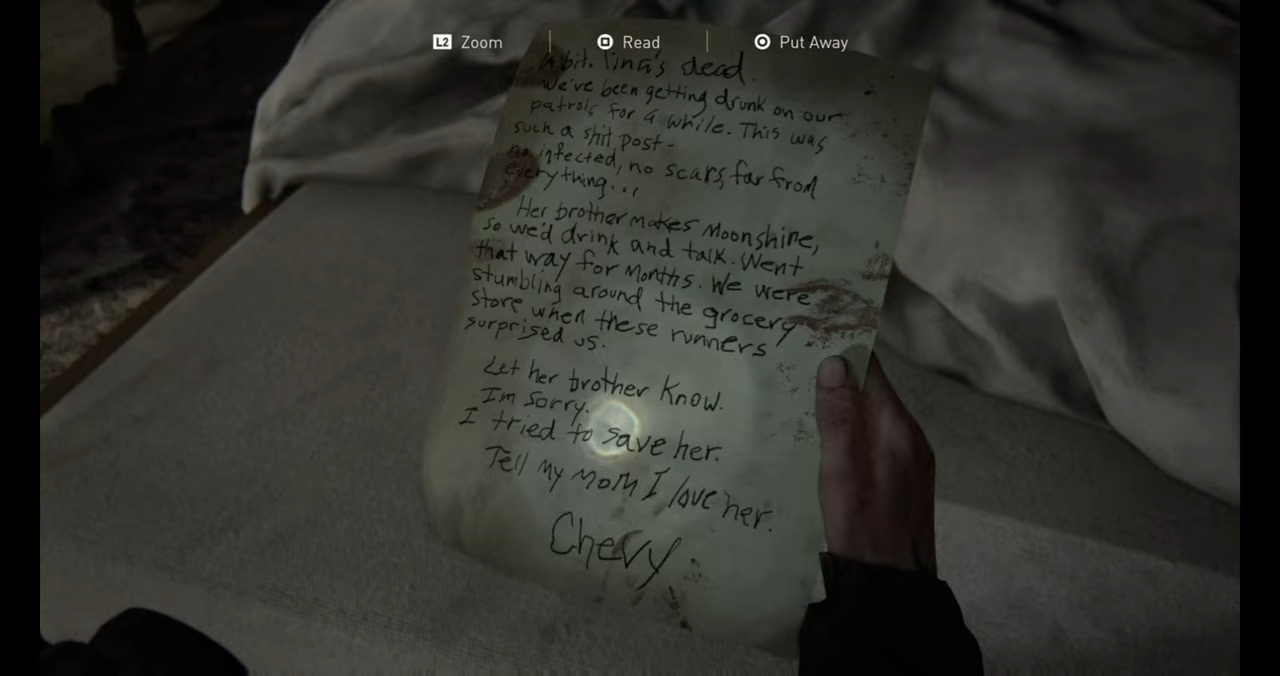 L2 Zoom
Read
Put Away
bit. Tina's dead.
We've been getting drunk on our
patrols for a while. This was
such a shit post-
no infected, no scars, far from
everything...
Her brother makes Moonshine,
so we'd drink and talk. Went
that way for months. We were
stumbling around the grocery
store when these runners
surprised us.
Let her brother know.
I'm sorry.
I tried to save her.
Tell my mom I love her.
Chevy